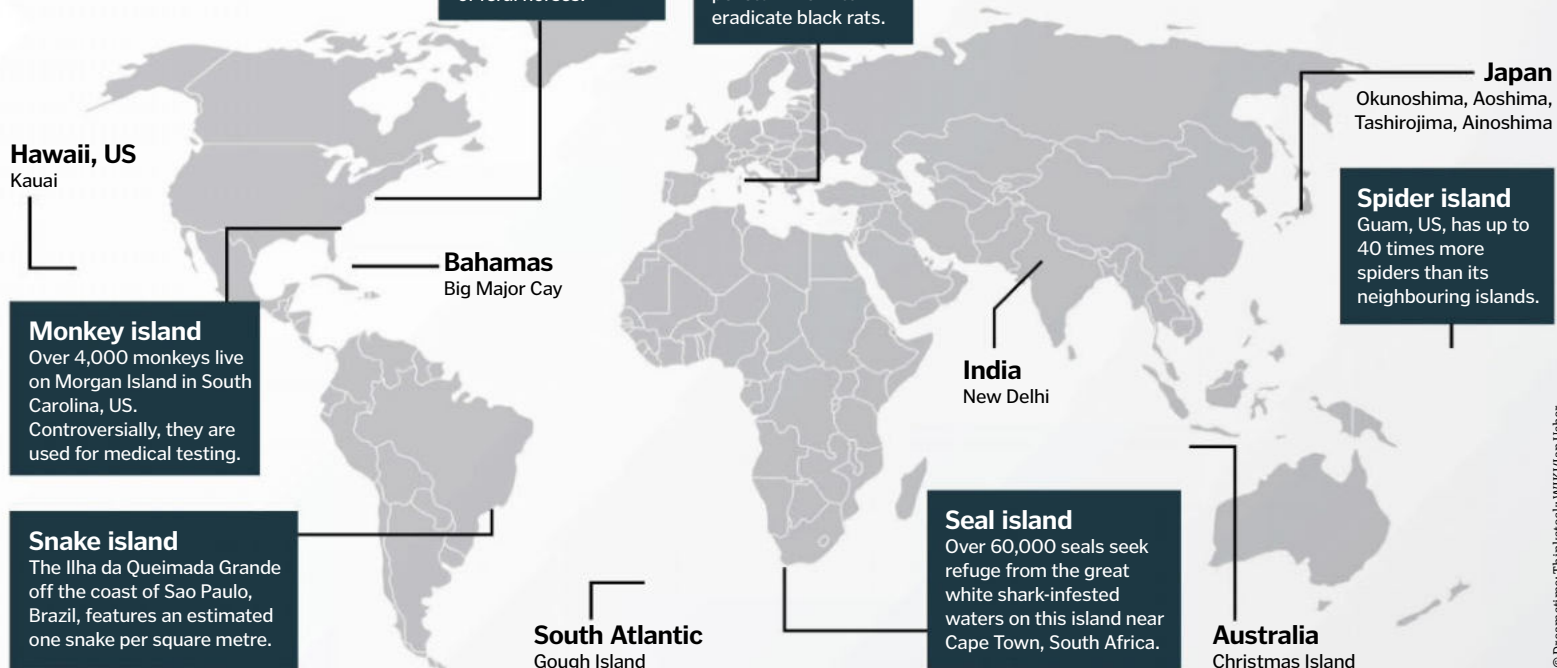 eradicate black rats.
Japan
Okunoshima, Aoshima,
Tashirojima, Ainoshima
Hawaii, US
Kauai
Spider island
Guam, US, has up to
40 times more
spiders than its
neighbouring islands.
Bahamas
Big Major Cay
Monkey island
Over 4,000 monkeys live
on Morgan Island in South
Carolina, US.
Controversially, they are
used for medical testing.
India
New Delhi
Snake island
The Ilha da Queimada Grande
off the coast of Sao Paulo,
Brazil, features an estimated
one snake per square metre.
Seal island
Over 60,000 seals seek
refuge from the great
white shark-infested
waters on this island near
Cape Town, South Africa.
South Atlantic
Gough Island
Australia
Christmas Island